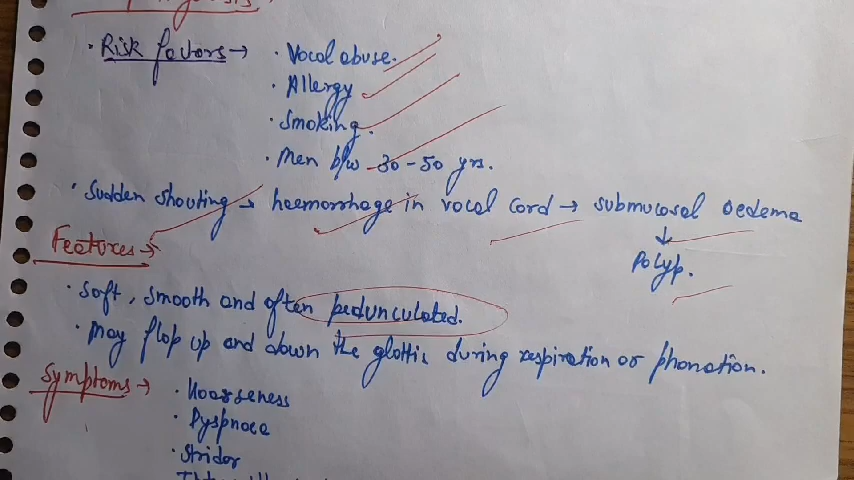 · Risk factors → · Vocal abuse.
· Allergy
· Smoking.
· Men b/w 30-50 yrs.
· Sudden shouting → haemorrhage in vocal cord → submucosal oedema
↓
Polyp.
Features →
· Soft, smooth and often pedunculated.
· May flop up and down the glottis during respiration or phonation.
Symptoms → · Hoarseness
· Dyspnoea
· Stridor